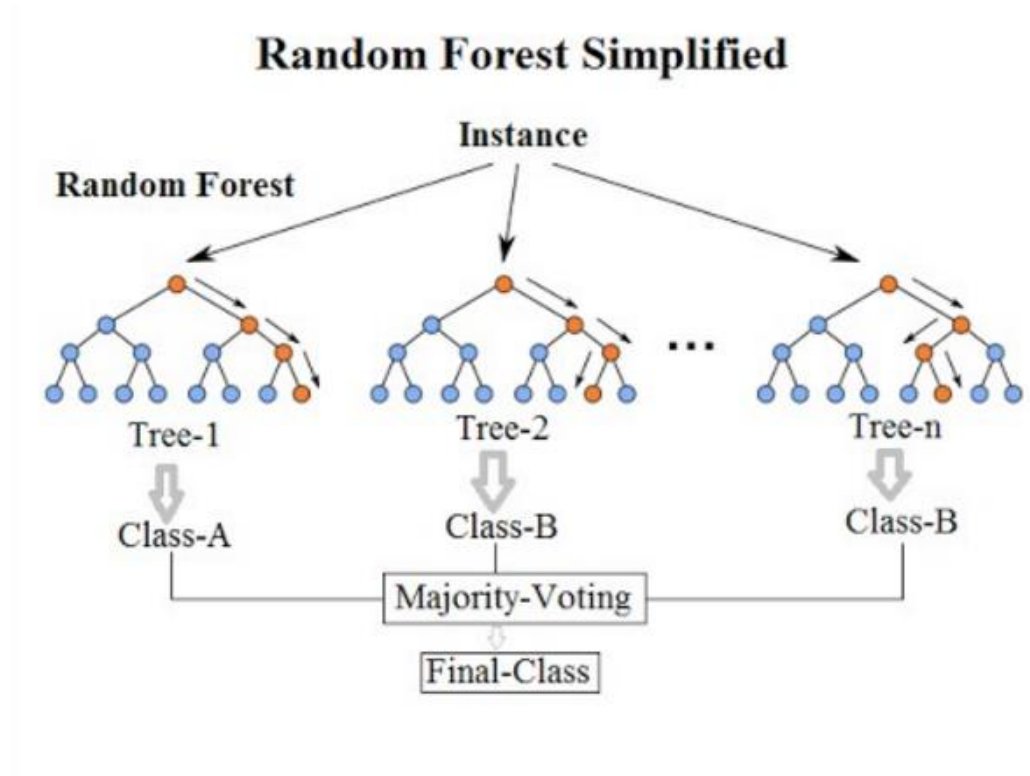 Random Forest Simplified
Instance
Random Forest
...
Tree-1
Tree-2
Tree-n
Class-A
Class-B
Class-B
Majority-Voting
Final-Class